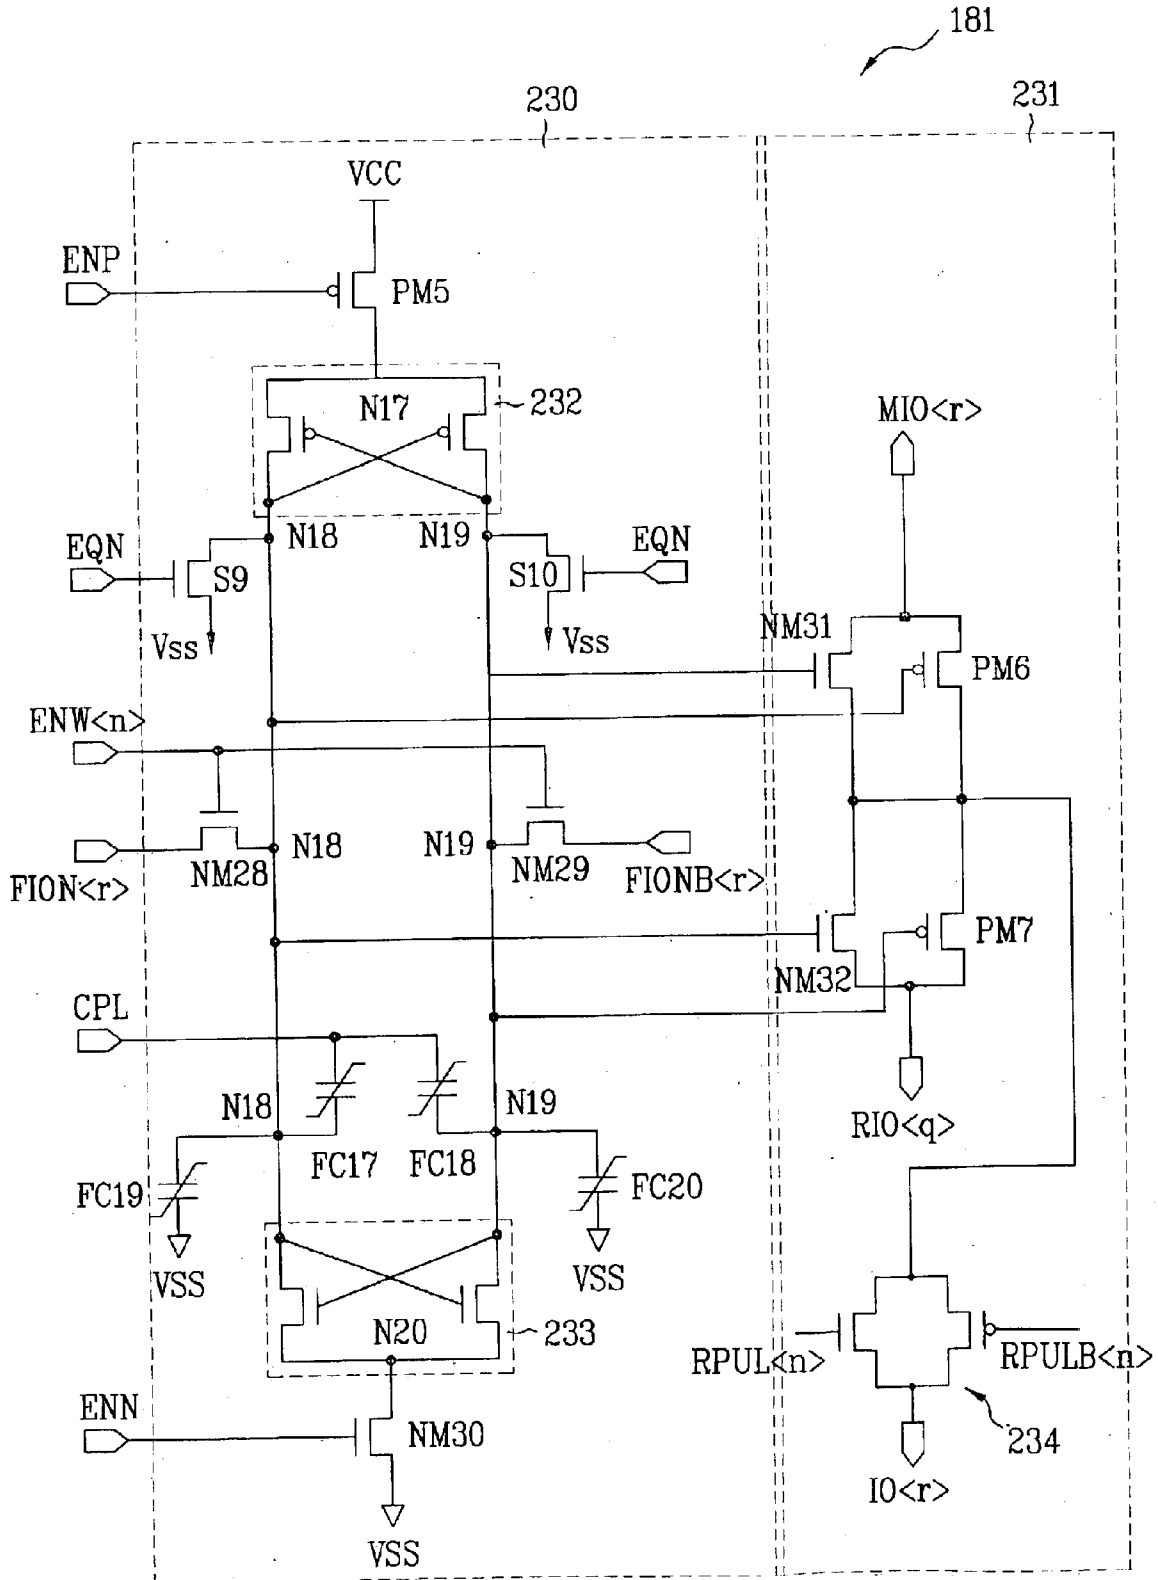 181
230
231
VCC
ENP
PM5
N17
232
MIO<r>
EQN
N18
N19
EQN
S9
S10
Vss
Vss
NM31
PM6
ENW<n>
N18
N19
NM28
NM29
FION<r>
FIONB<r>
NM32
PM7
CPL
N18
N19
RIO<q>
FC17
FC18
FC19
FC20
VSS
VSS
N20
233
RPUL<n>
RPULB<n>
ENN
NM30
234
IO<r>
VSS